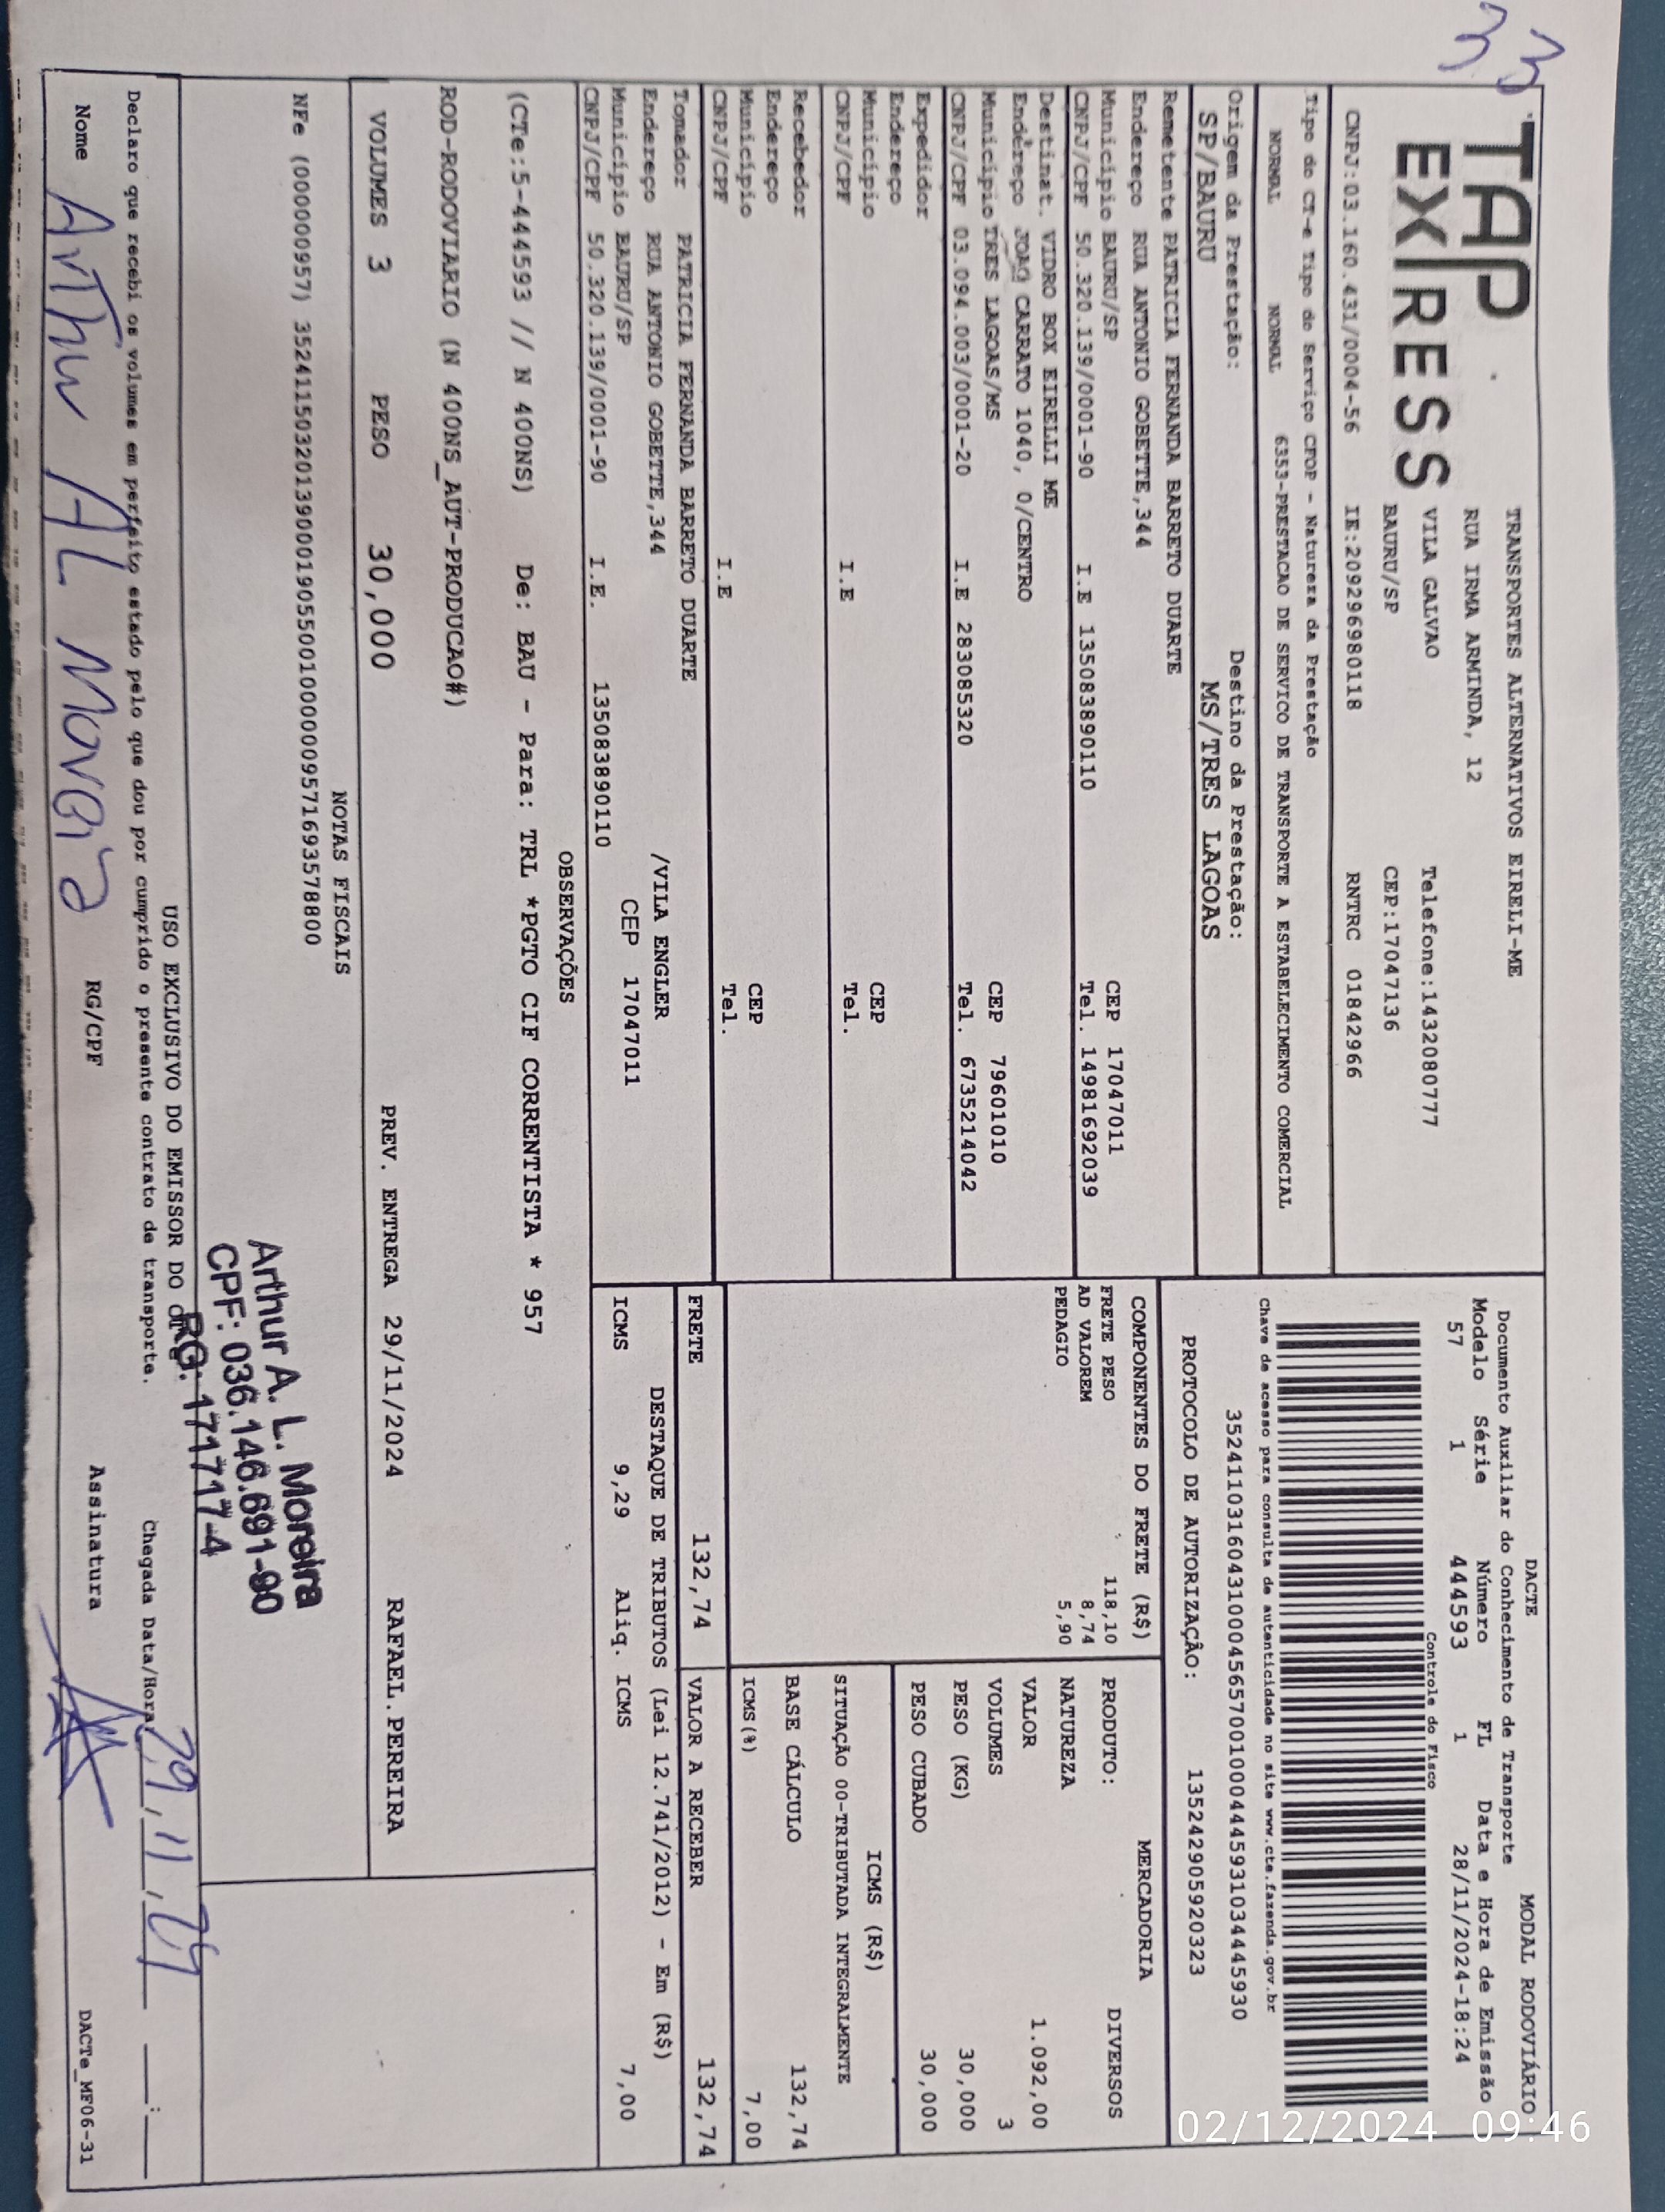 33
TAP
EXPRESS
TRANSPORTES ALTERNATIVOS EIRELI-ME
RUA IRMA ARMINDA, 12
VILA GALVAO Telefone:1432080777
BAURU/SP CEP:17047136
CNPJ:03.160.431/0004-56 IE:209296980118 RNTRC 01842966
Tipo do CT-e Tipo do Serviço CFOP - Natureza da Prestação
NORMAL NORMAL 6353-PRESTACAO DE SERVICO DE TRANSPORTE A ESTABELECIMENTO COMERCIAL
Origem da Prestação: Destino da Prestação:
SP/BAURU MS/TRES LAGOAS
Remetente PATRICIA FERNANDA BARRETO DUARTE
Endereço RUA ANTONIO GOBETTE,344
Município BAURU/SP CEP 17047011
CNPJ/CPF 50.320.139/0001-90 I.E 135083890110 Tel. 14981692039
Destinat. VIDRO BOX EIRELLI ME
Endereço JOAO CARRATO 1040, 0/CENTRO
Município TRES LAGOAS/MS CEP 79601010
CNPJ/CPF 03.094.003/0001-20 I.E 283085320 Tel. 6735214042
Expedidor
Endereço
Município CEP
CNPJ/CPF I.E Tel.
Recebedor
Endereço
Município CEP
CNPJ/CPF I.E Tel.
Tomador PATRICIA FERNANDA BARRETO DUARTE
Endereço RUA ANTONIO GOBETTE,344 /VILA ENGLER
Município BAURU/SP CEP 17047011
CNPJ/CPF 50.320.139/0001-90 I.E. 135083890110
DACTE MODAL RODOVIÁRIO
Documento Auxiliar do Conhecimento de Transporte
Modelo Série Número FL Data e Hora de Emissão
57 1 444593 1 28/11/2024-18:24
Controle do Fisco
Chave de acesso para consulta de autenticidade no site www.cte.fazenda.gov.br
35241103160431000456570010004445931034445930
PROTOCOLO DE AUTORIZAÇÃO: 135242905920323
COMPONENTES DO FRETE (R$)
FRETE PESO 118,10
AD VALOREM 8,74
PEDAGIO 5,90
MERCADORIA
PRODUTO: DIVERSOS
NATUREZA
VALOR 1.092,00
VOLUMES 3
PESO (KG) 30,000
PESO CUBADO 30,000
ICMS (R$)
SITUAÇÃO 00-TRIBUTADA INTEGRALMENTE
BASE CÁLCULO 132,74
ICMS(%) 7,00
FRETE 132,74 VALOR A RECEBER 132,74
DESTAQUE DE TRIBUTOS (Lei 12.741/2012) - Em (R$)
ICMS 9,29 Aliq. ICMS 7,00
OBSERVAÇÕES
(CTe:5-444593 // N 400NS) De: BAU - Para: TRL *PGTO CIF CORRENTISTA * 957
ROD-RODOVIARIO (N 400NS_AUT-PRODUCAO#)
VOLUMES 3 PESO 30,000 PREV. ENTREGA 29/11/2024 RAFAEL.PEREIRA
NOTAS FISCAIS
NFe (000000957) 35241150320139000190550010000009571693578800
Arthur A. L. Moreira
CPF: 036.146.691-90
RG: 171717-4
USO EXCLUSIVO DO EMISSOR DO CTe
Declaro que recebi os volumes em perfeito estado pelo que dou por cumprido o presente contrato de transporte. Chegada Data/Hora: 29/11/24 __:__
Nome Arthu AL Moreira RG/CPF Assinatura
DACTe_MF06-31
02/12/2024 09:46